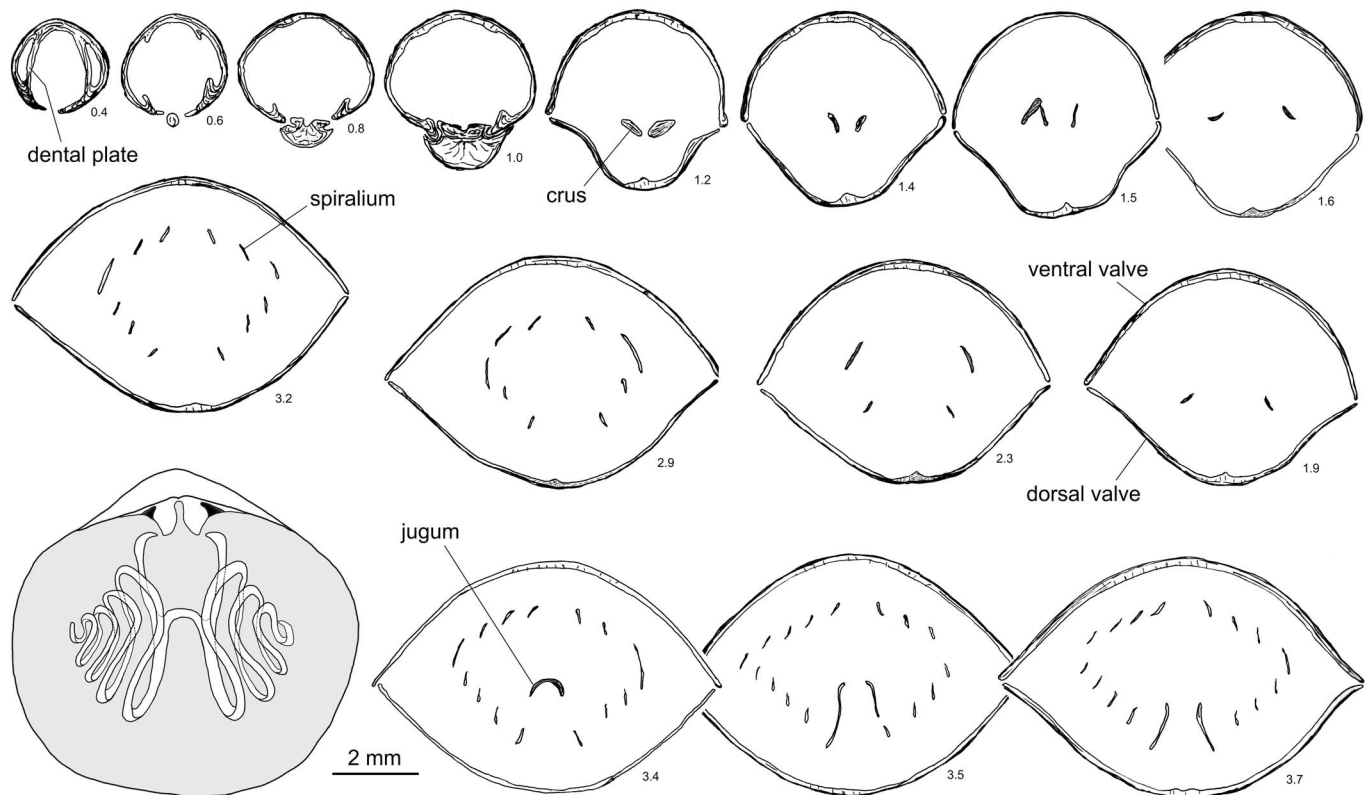 0.4
0.6
0.8
1.0
1.2
1.4
1.5
1.6
dental plate
crus
spiralium
ventral valve
3.2
2.9
2.3
1.9
dorsal valve
jugum
2 mm
3.4
3.5
3.7